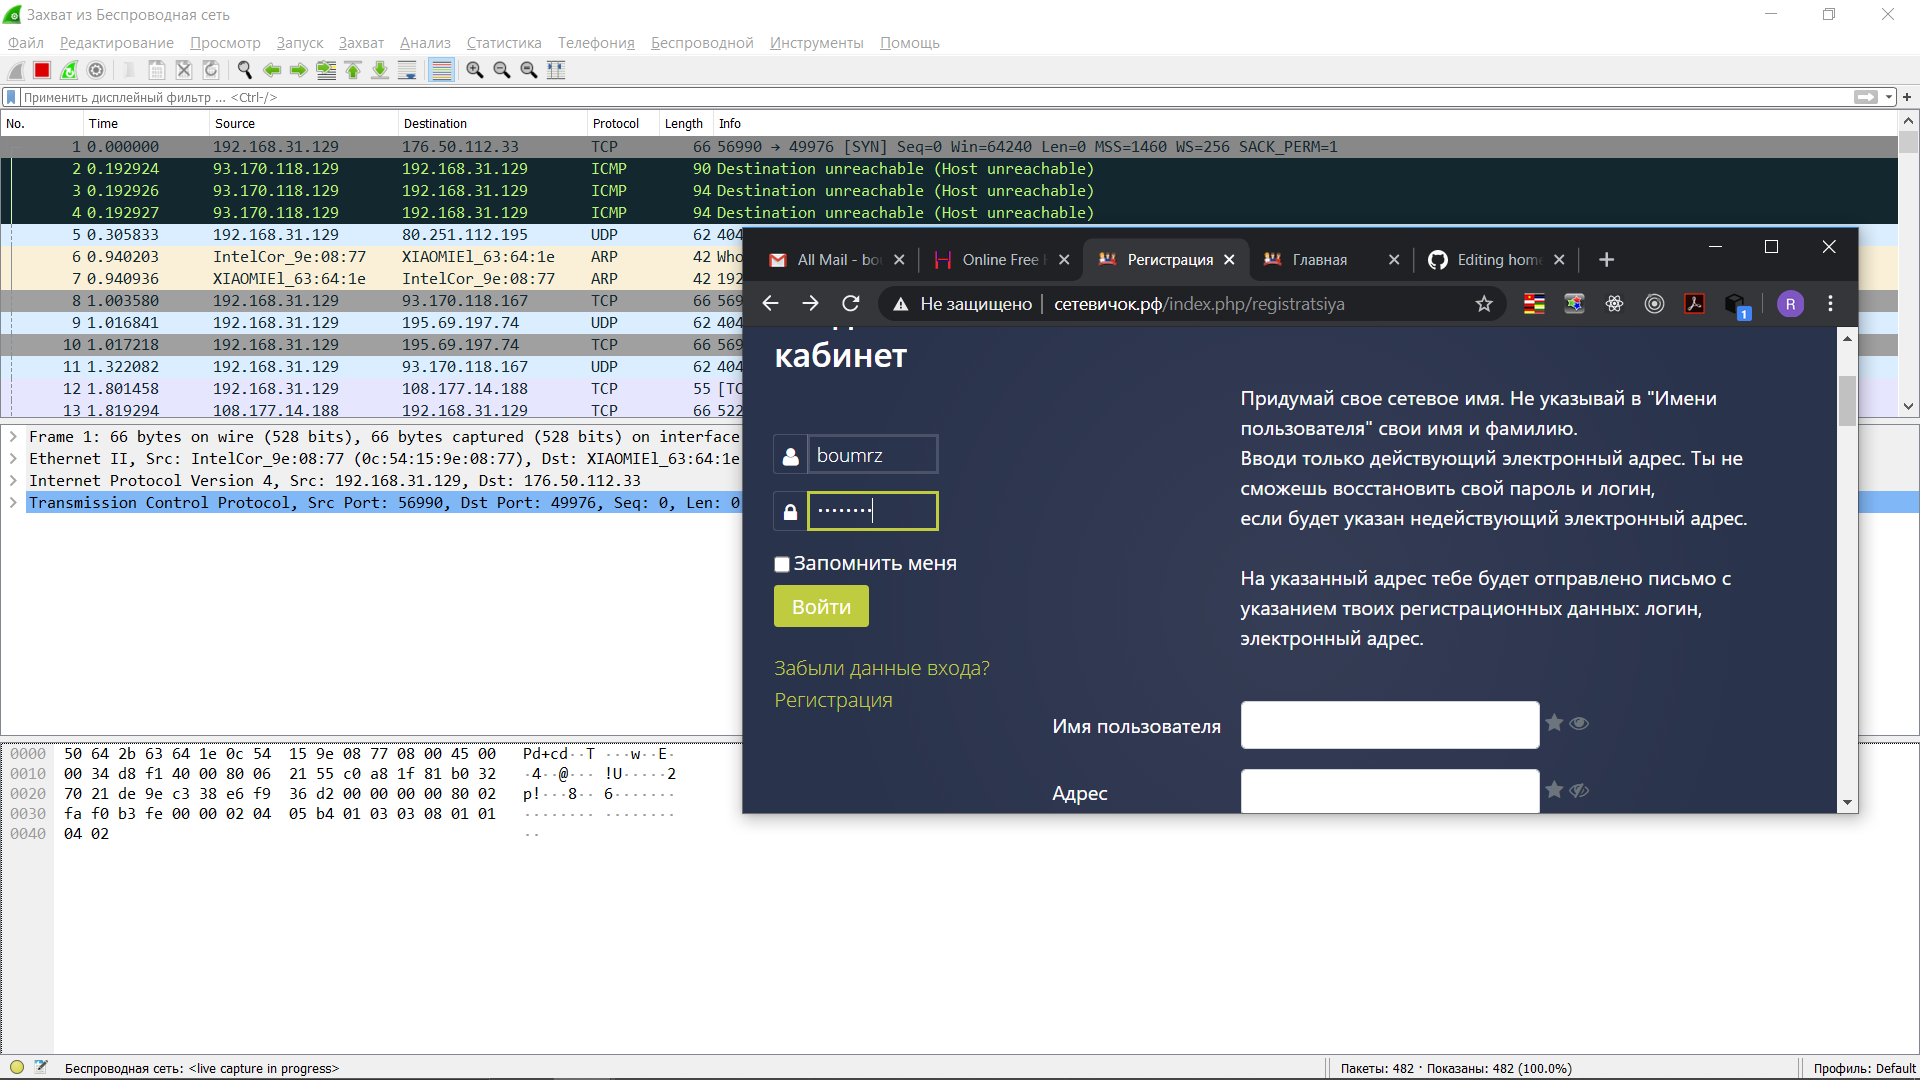 Захват из Беспроводная сеть
Файл Редактирование Просмотр Запуск Захват Анализ Статистика Телефония Беспроводной Инструменты Помощь
Применить дисплейный фильтр ... <Ctrl-/>
No. Time Source Destination Protocol Length Info
1 0.000000 192.168.31.129 176.50.112.33 TCP 66 56990 → 49976 [SYN] Seq=0 Win=64240 Len=0 MSS=1460 WS=256 SACK_PERM=1
2 0.192924 93.170.118.129 192.168.31.129 ICMP 90 Destination unreachable (Host unreachable)
3 0.192926 93.170.118.129 192.168.31.129 ICMP 94 Destination unreachable (Host unreachable)
4 0.192927 93.170.118.129 192.168.31.129 ICMP 94 Destination unreachable (Host unreachable)
5 0.305833 192.168.31.129 80.251.112.195 UDP 62 404
6 0.940203 IntelCor_9e:08:77 XIAOMIEl_63:64:1e ARP 42 Who
7 0.940936 XIAOMIEl_63:64:1e IntelCor_9e:08:77 ARP 42 192
8 1.003580 192.168.31.129 93.170.118.167 TCP 66 569
9 1.016841 192.168.31.129 195.69.197.74 UDP 62 404
10 1.017218 192.168.31.129 195.69.197.74 TCP 66 569
11 1.322082 192.168.31.129 93.170.118.167 UDP 62 404
12 1.801458 192.168.31.129 108.177.14.188 TCP 55 [TC
13 1.819294 108.177.14.188 192.168.31.129 TCP 66 522
Frame 1: 66 bytes on wire (528 bits), 66 bytes captured (528 bits) on interface
Ethernet II, Src: IntelCor_9e:08:77 (0c:54:15:9e:08:77), Dst: XIAOMIEl_63:64:1e
Internet Protocol Version 4, Src: 192.168.31.129, Dst: 176.50.112.33
Transmission Control Protocol, Src Port: 56990, Dst Port: 49976, Seq: 0, Len: 0
0000 50 64 2b 63 64 1e 0c 54 15 9e 08 77 08 00 45 00 Pd+cd··T ···w··E·
0010 00 34 d8 f1 40 00 80 06 21 55 c0 a8 1f 81 b0 32 ·4··@··· !U·····2
0020 70 21 de 9e c3 38 e6 f9 36 d2 00 00 00 00 80 02 p!···8·· 6·······
0030 fa f0 b3 fe 00 00 02 04 05 b4 01 03 03 08 01 01 ········ ········
0040 04 02 ··
All Mail - bo
Online Free
Регистрация
Главная
Editing hom
Не защищено сетевичок.рф/index.php/registratsiya
1
R
кабинет
boumrz
••••••••
Запомнить меня
Войти
Забыли данные входа?
Регистрация
Придумай свое сетевое имя. Не указывай в "Имени
пользователя" свои имя и фамилию.
Вводи только действующий электронный адрес. Ты не
сможешь восстановить свой пароль и логин,
если будет указан недействующий электронный адрес.
На указанный адрес тебе будет отправлено письмо с
указанием твоих регистрационных данных: логин,
электронный адрес.
Имя пользователя
Адрес
Беспроводная сеть: <live capture in progress>
Пакеты: 482 · Показаны: 482 (100.0%)
Профиль: Default